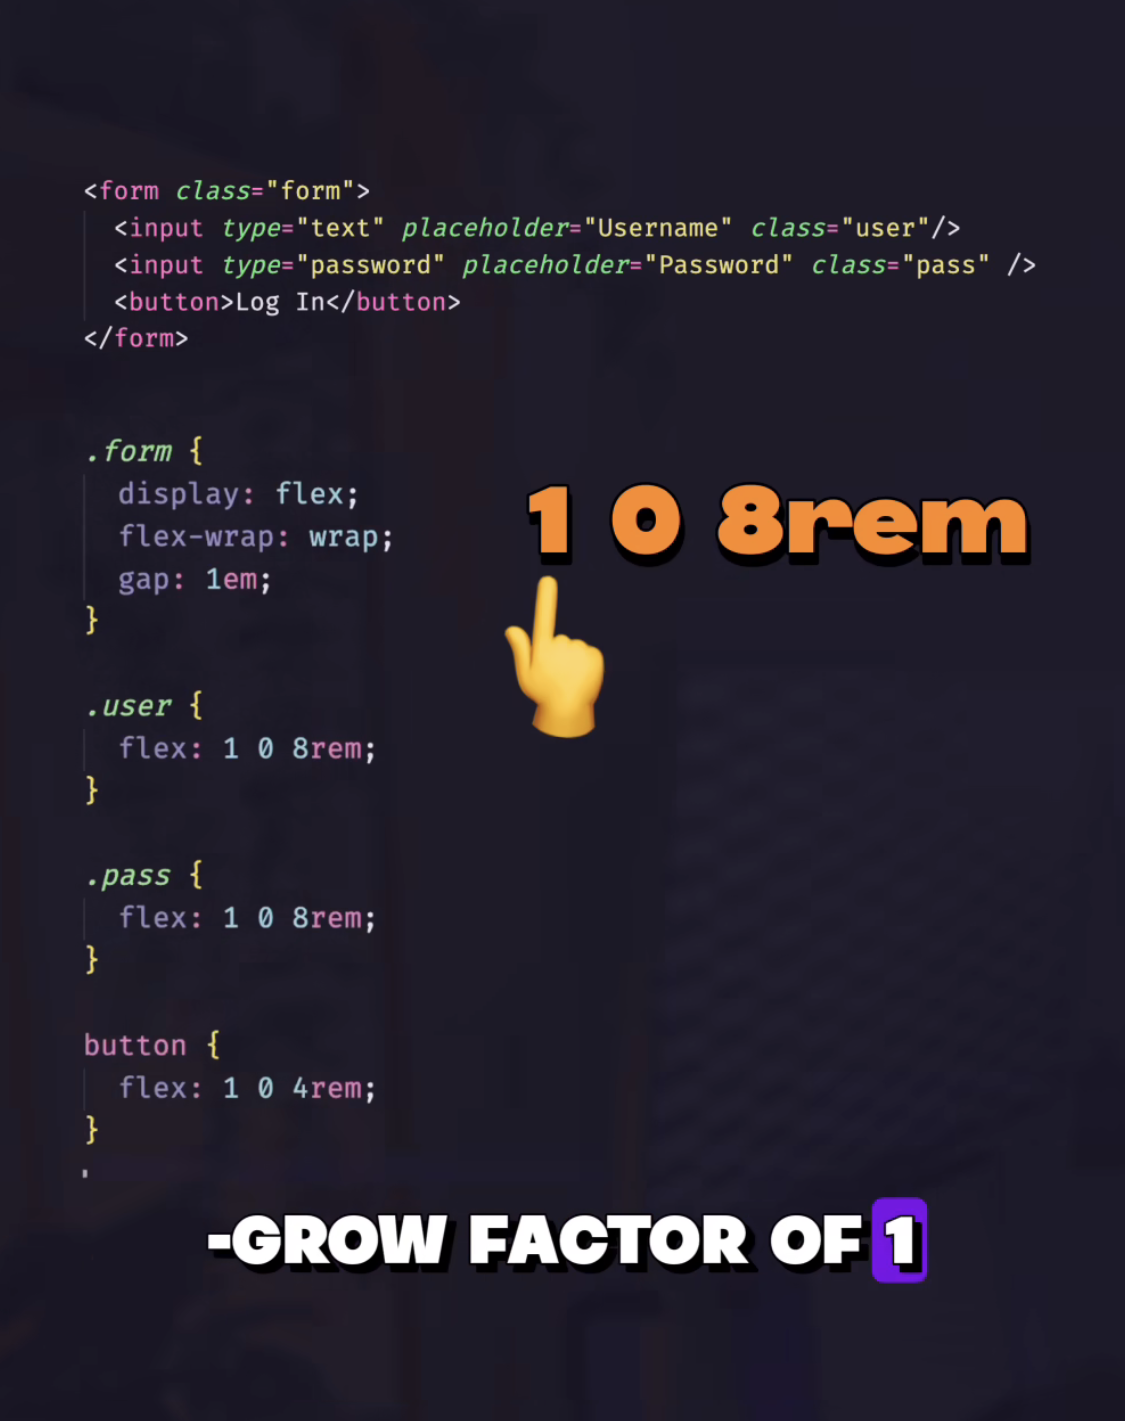 <form class="form">
  <input type="text" placeholder="Username" class="user"/>
  <input type="password" placeholder="Password" class="pass" />
  <button>Log In</button>
</form>
.form {
  display: flex;
  flex-wrap: wrap;
  gap: 1em;
}
1 0 8rem
.user {
  flex: 1 0 8rem;
}
.pass {
  flex: 1 0 8rem;
}
button {
  flex: 1 0 4rem;
}
-GROW FACTOR OF 1